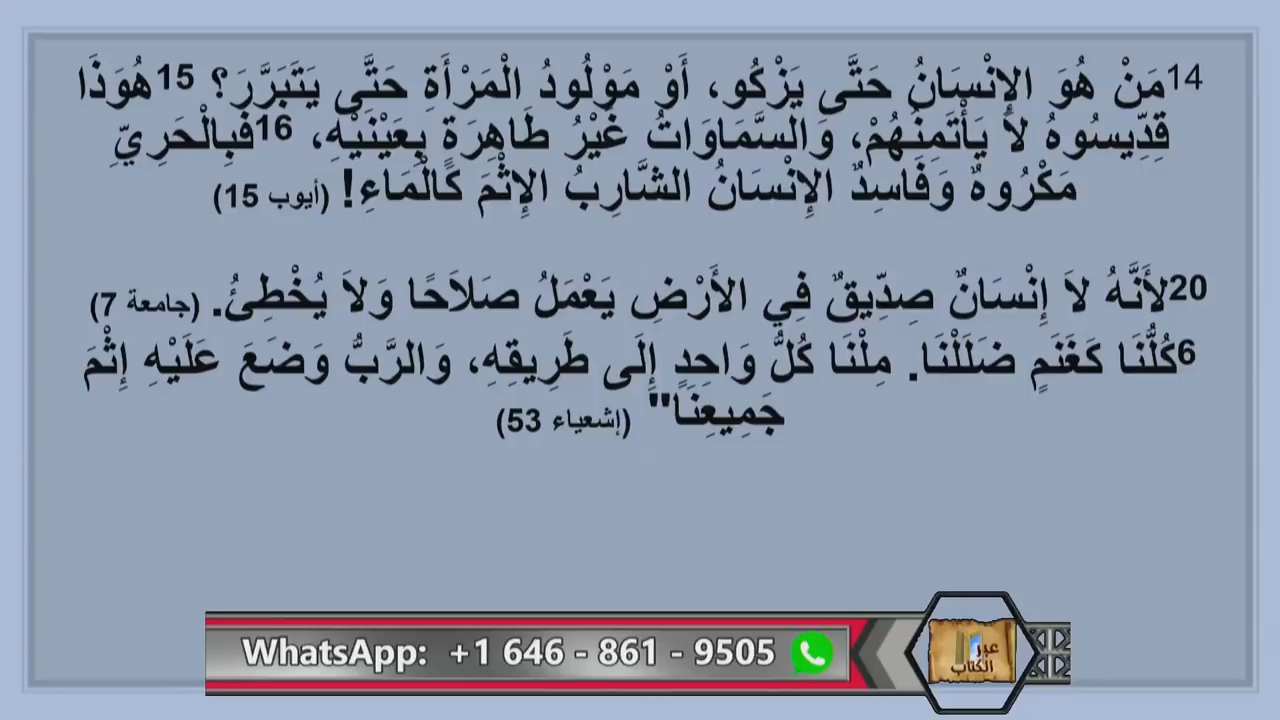 14مَنْ هُوَ الإِنْسَانُ حَتَّى يَزْكُو، أَوْ مَوْلُودُ الْمَرْأَةِ حَتَّى يَتَبَرَّرَ؟ 15هُوَذَا
قِدِّيسُوهُ لاَ يَأْتَمِنُهُمْ، وَالسَّمَاوَاتُ غَيْرُ طَاهِرَةٍ بِعَيْنَيْهِ، 16فَبِالْحَرِيِّ
مَكْرُوهٌ وَفَاسِدٌ الإِنْسَانُ الشَّارِبُ الإِثْمَ كَالْمَاءِ! (أيوب 15)
20لأَنَّهُ لاَ إِنْسَانٌ صِدِّيقٌ فِي الأَرْضِ يَعْمَلُ صَلاَحًا وَلاَ يُخْطِئُ. (جامعة 7)
6كُلُّنَا كَغَنَمٍ ضَلَلْنَا. مِلْنَا كُلُّ وَاحِدٍ إِلَى طَرِيقِهِ، وَالرَّبُّ وَضَعَ عَلَيْهِ إِثْمَ
جَمِيعِنَا" (إشعياء 53)
WhatsApp: +1 646 - 861 - 9505
عبر
الكتاب